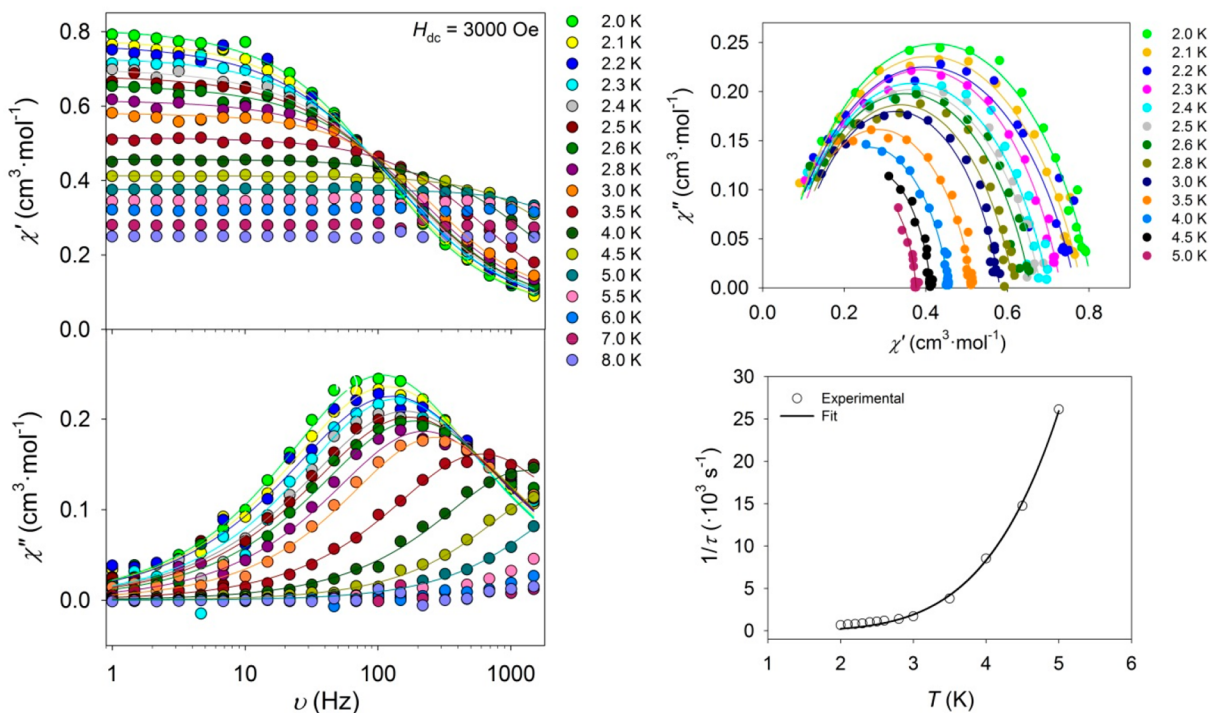 H_dc = 3000 Oe
χ′ (cm³·mol⁻¹)
0.8
0.6
0.4
0.2
0.0
χ″ (cm³·mol⁻¹)
0.2
0.1
0.0
1
10
100
1000
υ (Hz)
2.0 K
2.1 K
2.2 K
2.3 K
2.4 K
2.5 K
2.6 K
2.8 K
3.0 K
3.5 K
4.0 K
4.5 K
5.0 K
5.5 K
6.0 K
7.0 K
8.0 K
χ″ (cm³·mol⁻¹)
0.25
0.20
0.15
0.10
0.05
0.00
0.0
0.2
0.4
0.6
0.8
χ′ (cm³·mol⁻¹)
2.0 K
2.1 K
2.2 K
2.3 K
2.4 K
2.5 K
2.6 K
2.8 K
3.0 K
3.5 K
4.0 K
4.5 K
5.0 K
1/τ (·10³ s⁻¹)
30
25
20
15
10
5
0
Experimental
Fit
1
2
3
4
5
6
T (K)